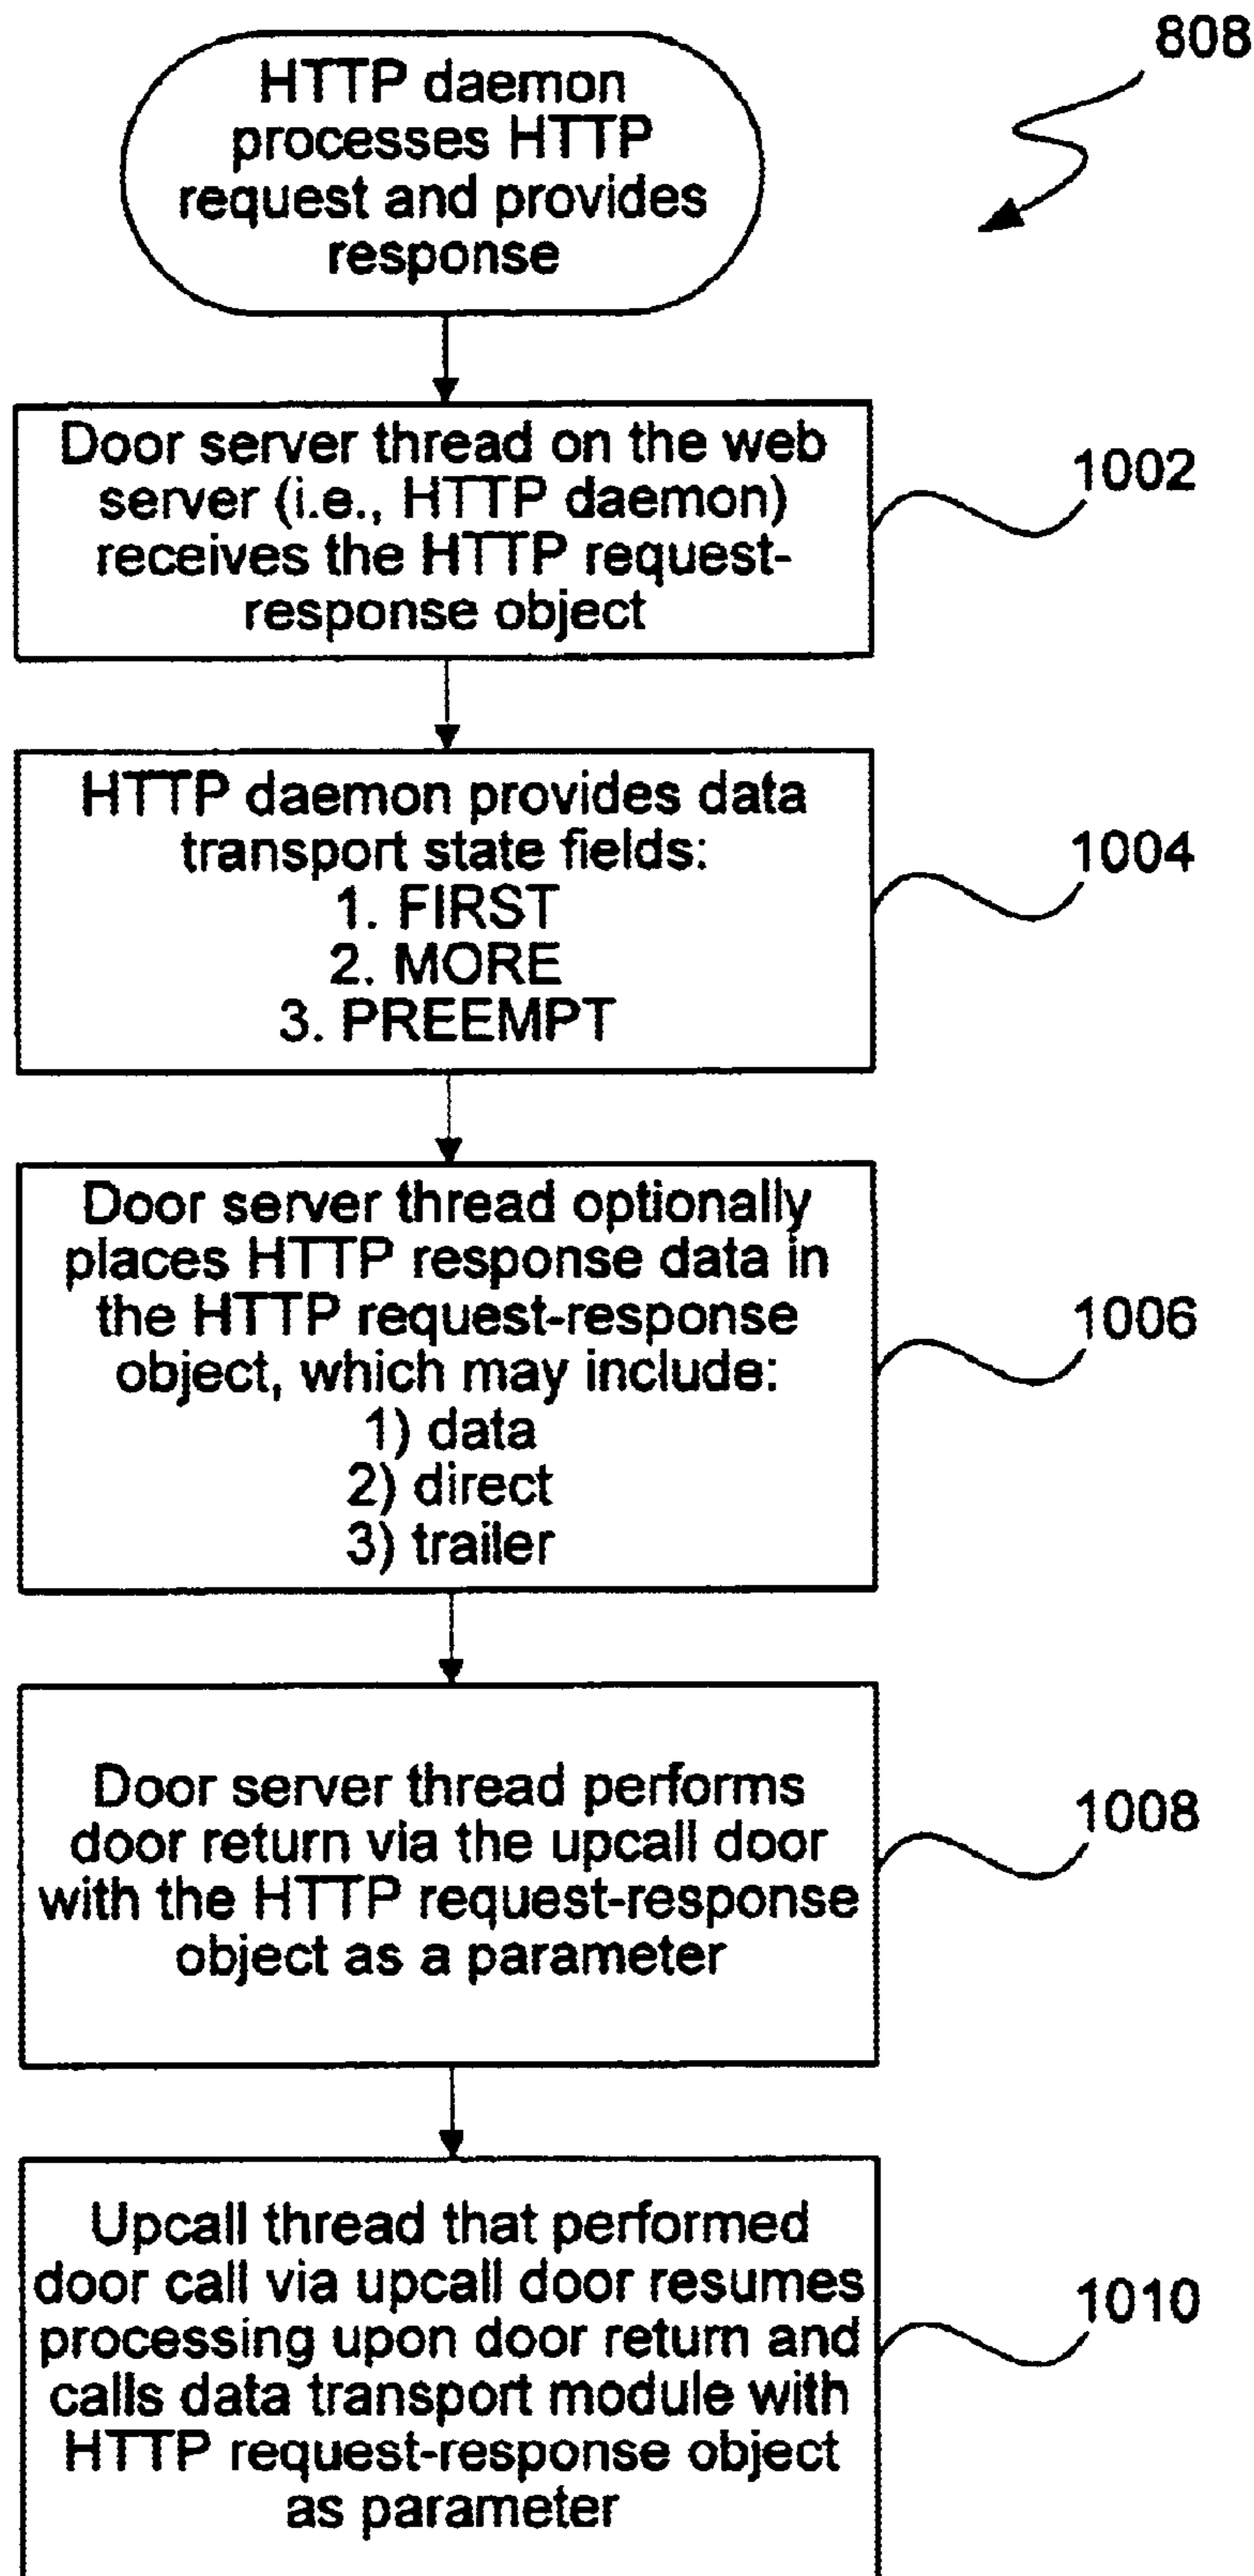 808
HTTP daemon
processes HTTP
request and provides
response
Door server thread on the web
server (i.e., HTTP daemon)
receives the HTTP request-
response object
1002
HTTP daemon provides data
transport state fields:
1. FIRST
2. MORE
3. PREEMPT
1004
Door server thread optionally
places HTTP response data in
the HTTP request-response
object, which may include:
1) data
2) direct
3) trailer
1006
Door server thread performs
door return via the upcall door
with the HTTP request-response
object as a parameter
1008
Upcall thread that performed
door call via upcall door resumes
processing upon door return and
calls data transport module with
HTTP request-response object
as parameter
1010